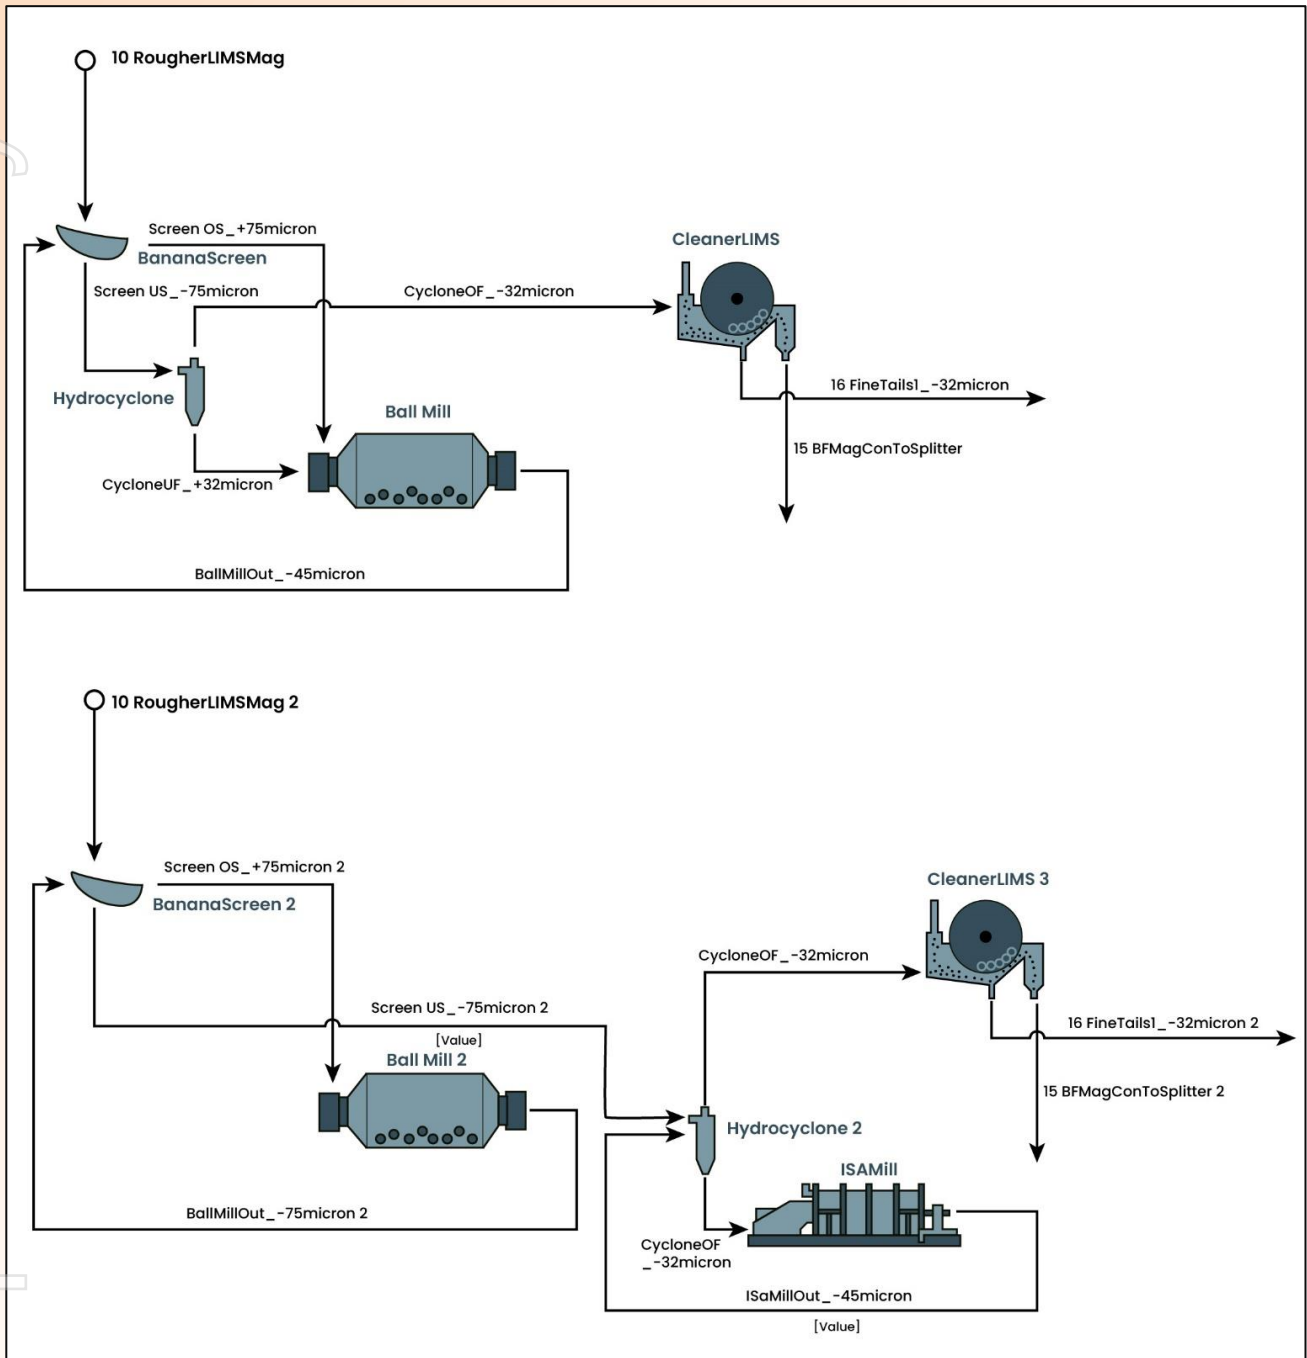 10 RougherLIMSMag
Screen OS_+75micron
BananaScreen
CleanerLIMS
Screen US_-75micron
CycloneOF_-32micron
Hydrocyclone
Ball Mill
16 FineTails1_-32micron
15 BFMagConToSplitter
CycloneUF_+32micron
BallMillOut_-45micron
10 RougherLIMSMag 2
Screen OS_+75micron 2
BananaScreen 2
CleanerLIMS 3
CycloneOF_-32micron
Screen US_-75micron 2
[Value]
16 FineTails1_-32micron 2
Ball Mill 2
15 BFMagConToSplitter 2
Hydrocyclone 2
ISAMill
BallMillOut_-75micron 2
CycloneOF
_-32micron
ISaMillOut_-45micron
[Value]